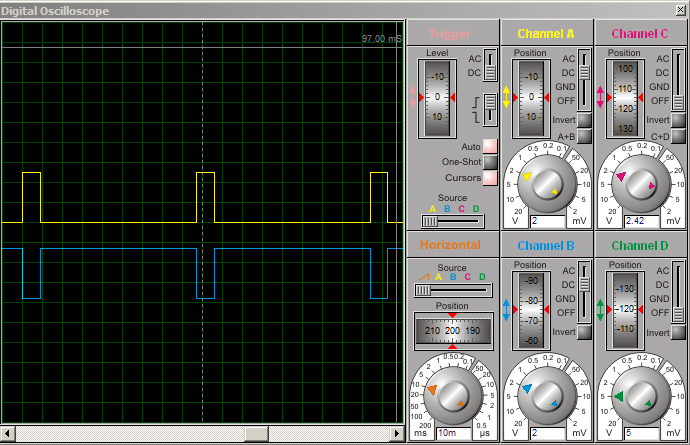 Digital Oscilloscope
97.00 mS
Trigger
Level
-10
0
10
AC
DC
Auto
One-Shot
Cursors
Source
A B C D
Channel A
Position
-10
0
10
AC
DC
GND
OFF
Invert
A+B
0.2 0.1
0.5 50
1 20
2 10
5 5
10
20 2
V 2 mV
Channel C
Position
100
110
120
130
AC
DC
GND
OFF
Invert
C+D
0.2 0.1
0.5 50
1 20
2 10
5 5
10
20 2
V 2.42 mV
Horizontal
Source
A B C D
Position
210 200 190
0.5 0.2
1 0.1
2 50
5 20
10 10
20 5
50 2
100 1
200 0.5
ms 10m µs
Channel B
Position
-90
-80
-70
-60
AC
DC
GND
OFF
Invert
0.2 0.1
0.5 50
1 20
2 10
5 5
10
20 2
V 2 mV
Channel D
Position
-130
-120
-110
AC
DC
GND
OFF
Invert
0.2 0.1
0.5 50
1 20
2 10
5 5
10
20 2
V 5 mV